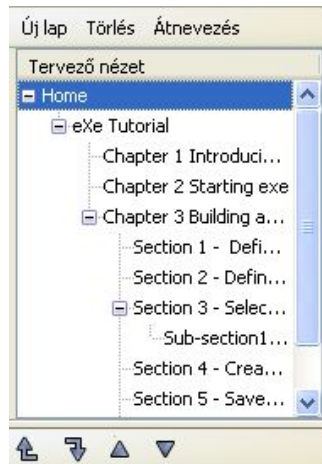 Új lap Törlés Átnevezés
Tervező nézet
Home
eXe Tutorial
Chapter 1 Introduci...
Chapter 2 Starting exe
Chapter 3 Building a...
Section 1 - Defi...
Section 2 - Defin...
Section 3 - Selec...
Sub-section1...
Section 4 - Crea...
Section 5 - Save...